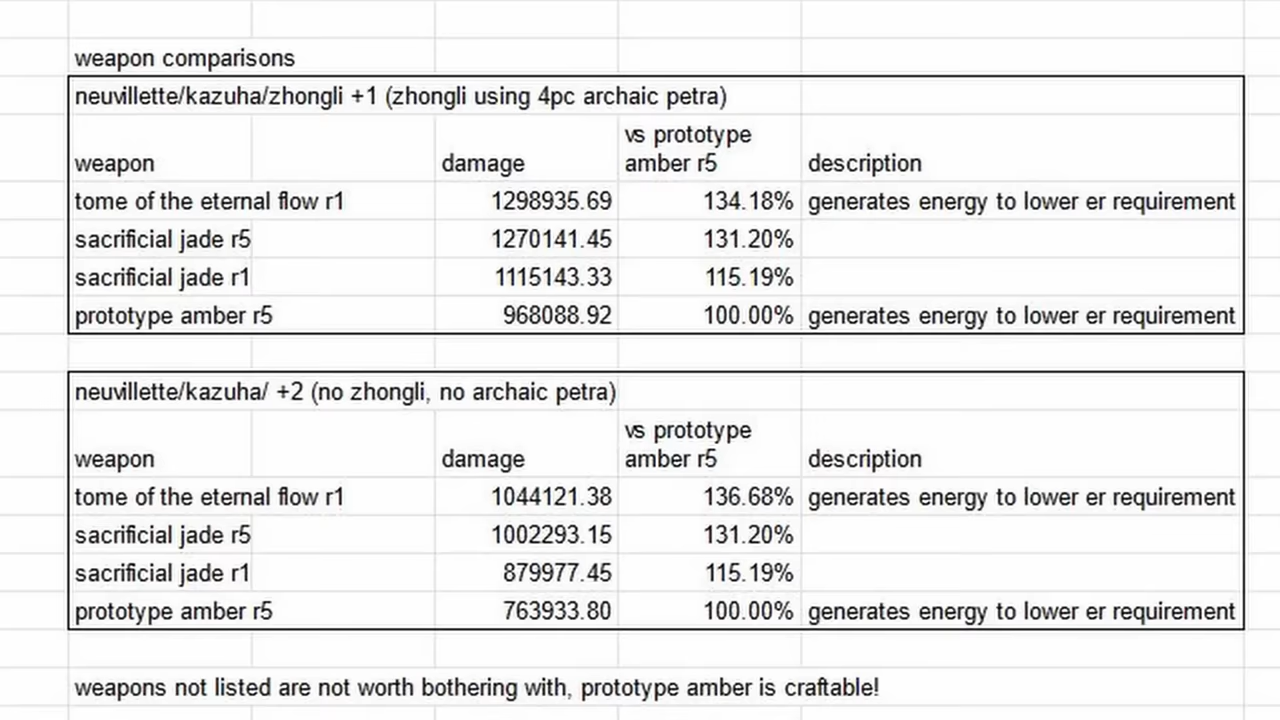 weapon comparisons
neuvillette/kazuha/zhongli +1 (zhongli using 4pc archaic petra)
weapon damage vs prototype amber r5 description
tome of the eternal flow r1 1298935.69 134.18% generates energy to lower er requirement
sacrificial jade r5 1270141.45 131.20%
sacrificial jade r1 1115143.33 115.19%
prototype amber r5 968088.92 100.00% generates energy to lower er requirement
neuvillette/kazuha/ +2 (no zhongli, no archaic petra)
weapon damage vs prototype amber r5 description
tome of the eternal flow r1 1044121.38 136.68% generates energy to lower er requirement
sacrificial jade r5 1002293.15 131.20%
sacrificial jade r1 879977.45 115.19%
prototype amber r5 763933.80 100.00% generates energy to lower er requirement
weapons not listed are not worth bothering with, prototype amber is craftable!